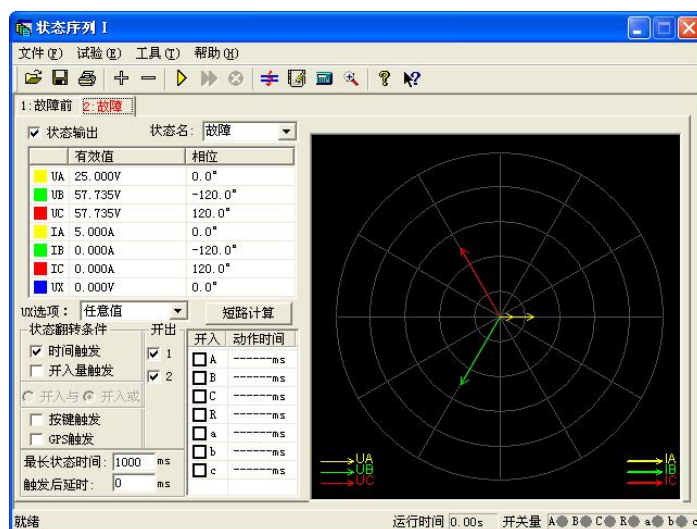 状态序列 I
文件(F) 试验(E) 工具(T) 帮助(H)
1:故障前 2:故障
状态输出 状态名: 故障
有效值 相位
UA 25.000V 0.0°
UB 57.735V -120.0°
UC 57.735V 120.0°
IA 5.000A 0.0°
IB 0.000A -120.0°
IC 0.000A 120.0°
UX 0.000V 0.0°
UX选项: 任意值 短路计算
状态翻转条件 开出 开入 动作时间
时间触发 1 A ------ms
开入量触发 2 B ------ms
开入与 开入或 C ------ms
R ------ms
按键触发 a ------ms
GPS触发 b ------ms
最长状态时间: 1000 ms c ------ms
触发后延时: 0 ms
UA IA
UB IB
UC IC
就绪 运行时间 0.00s 开关量 A B C R a b c